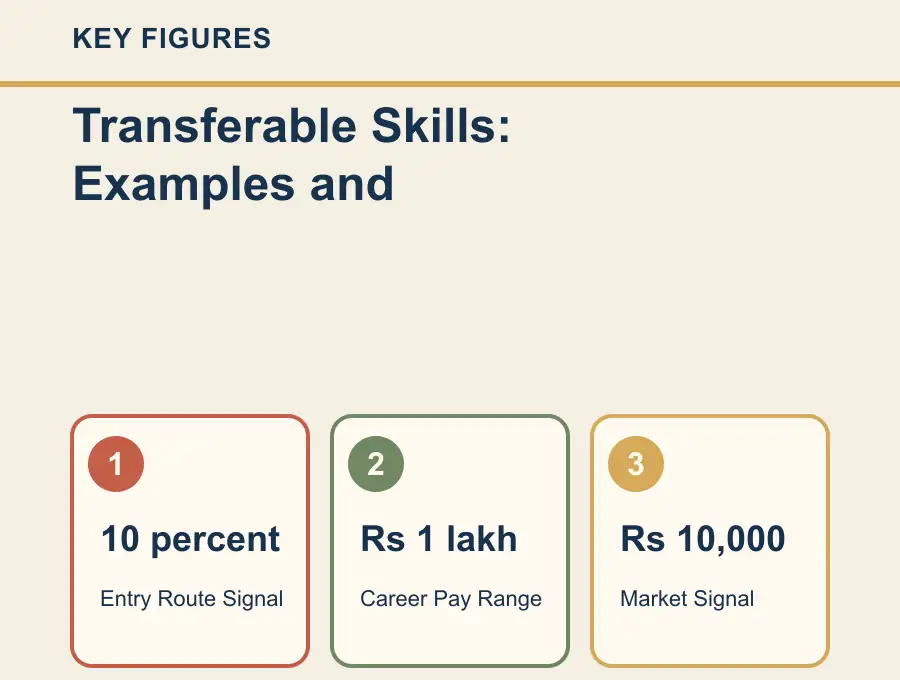 KEY FIGURES
Transferable Skills:
Examples and
1
10 percent
Entry Route Signal
2
Rs 1 lakh
Career Pay Range
3
Rs 10,000
Market Signal